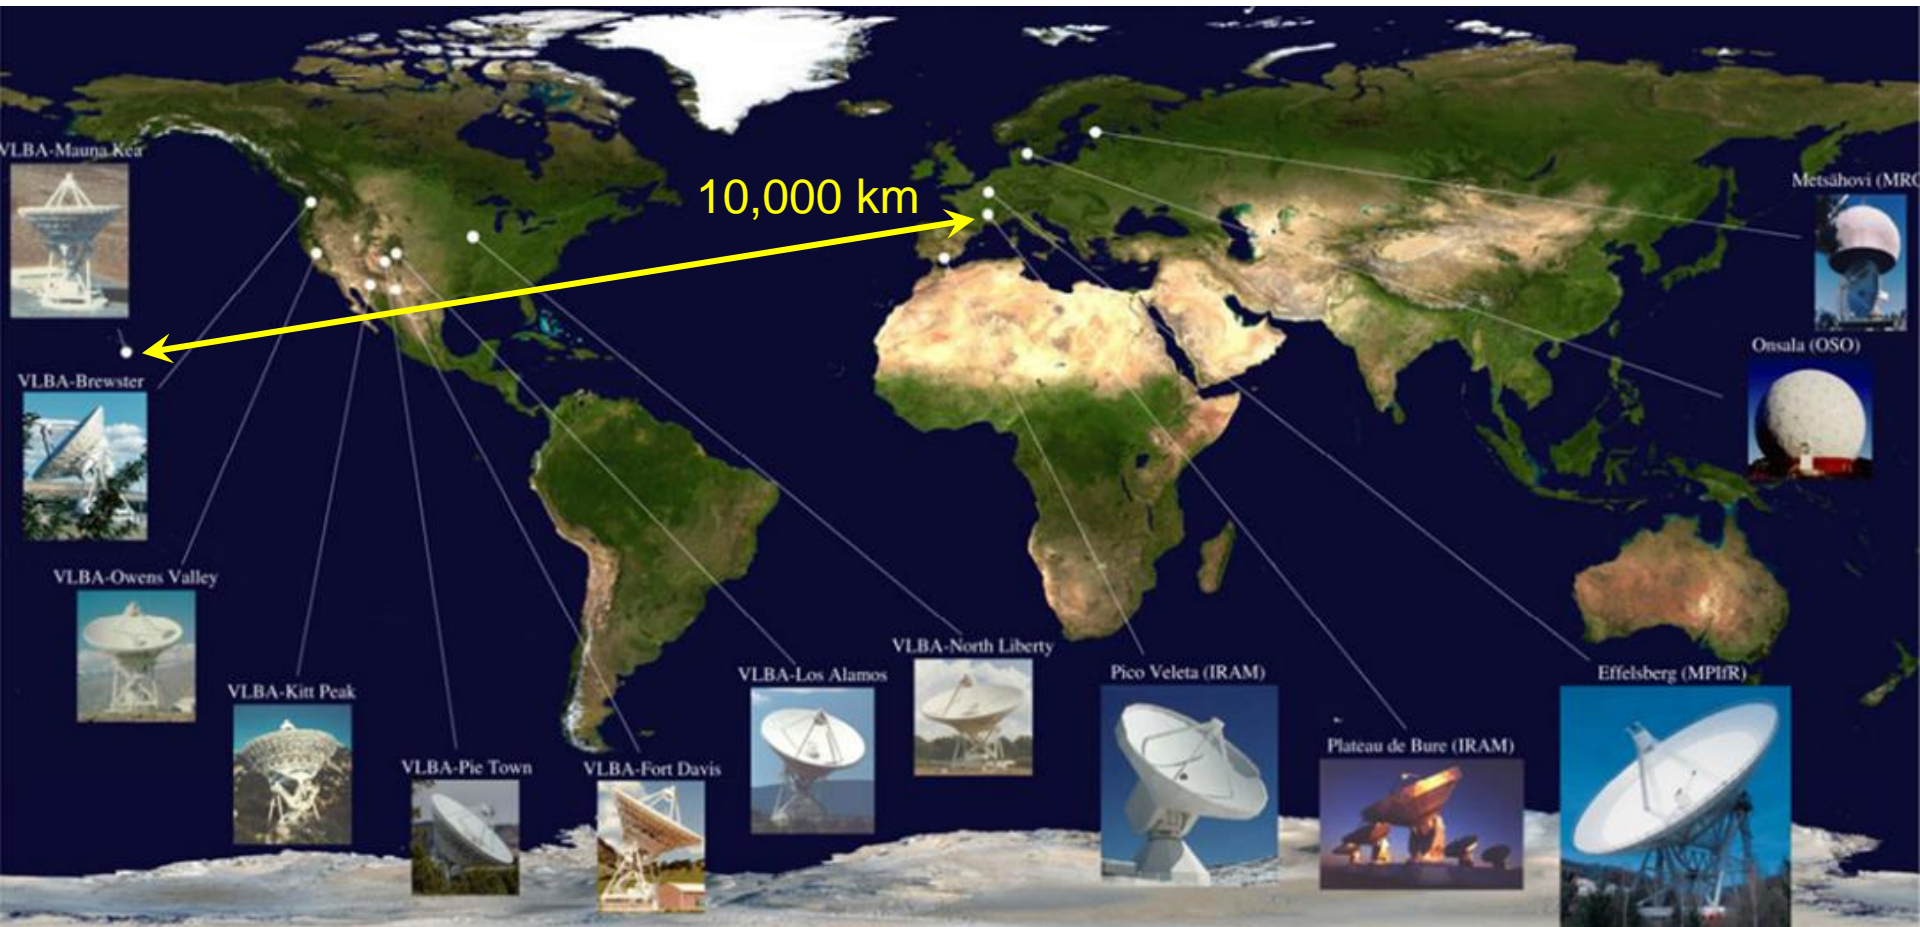 VLBA-Mauna Kea
10,000 km
Metsähovi (MRO
Onsala (OSO)
VLBA-Brewster
VLBA-Owens Valley
VLBA-North Liberty
VLBA-Los Alamos
Pico Veleta (IRAM)
Effelsberg (MPIfR)
VLBA-Kitt Peak
Plateau de Bure (IRAM)
VLBA-Pie Town
VLBA-Fort Davis